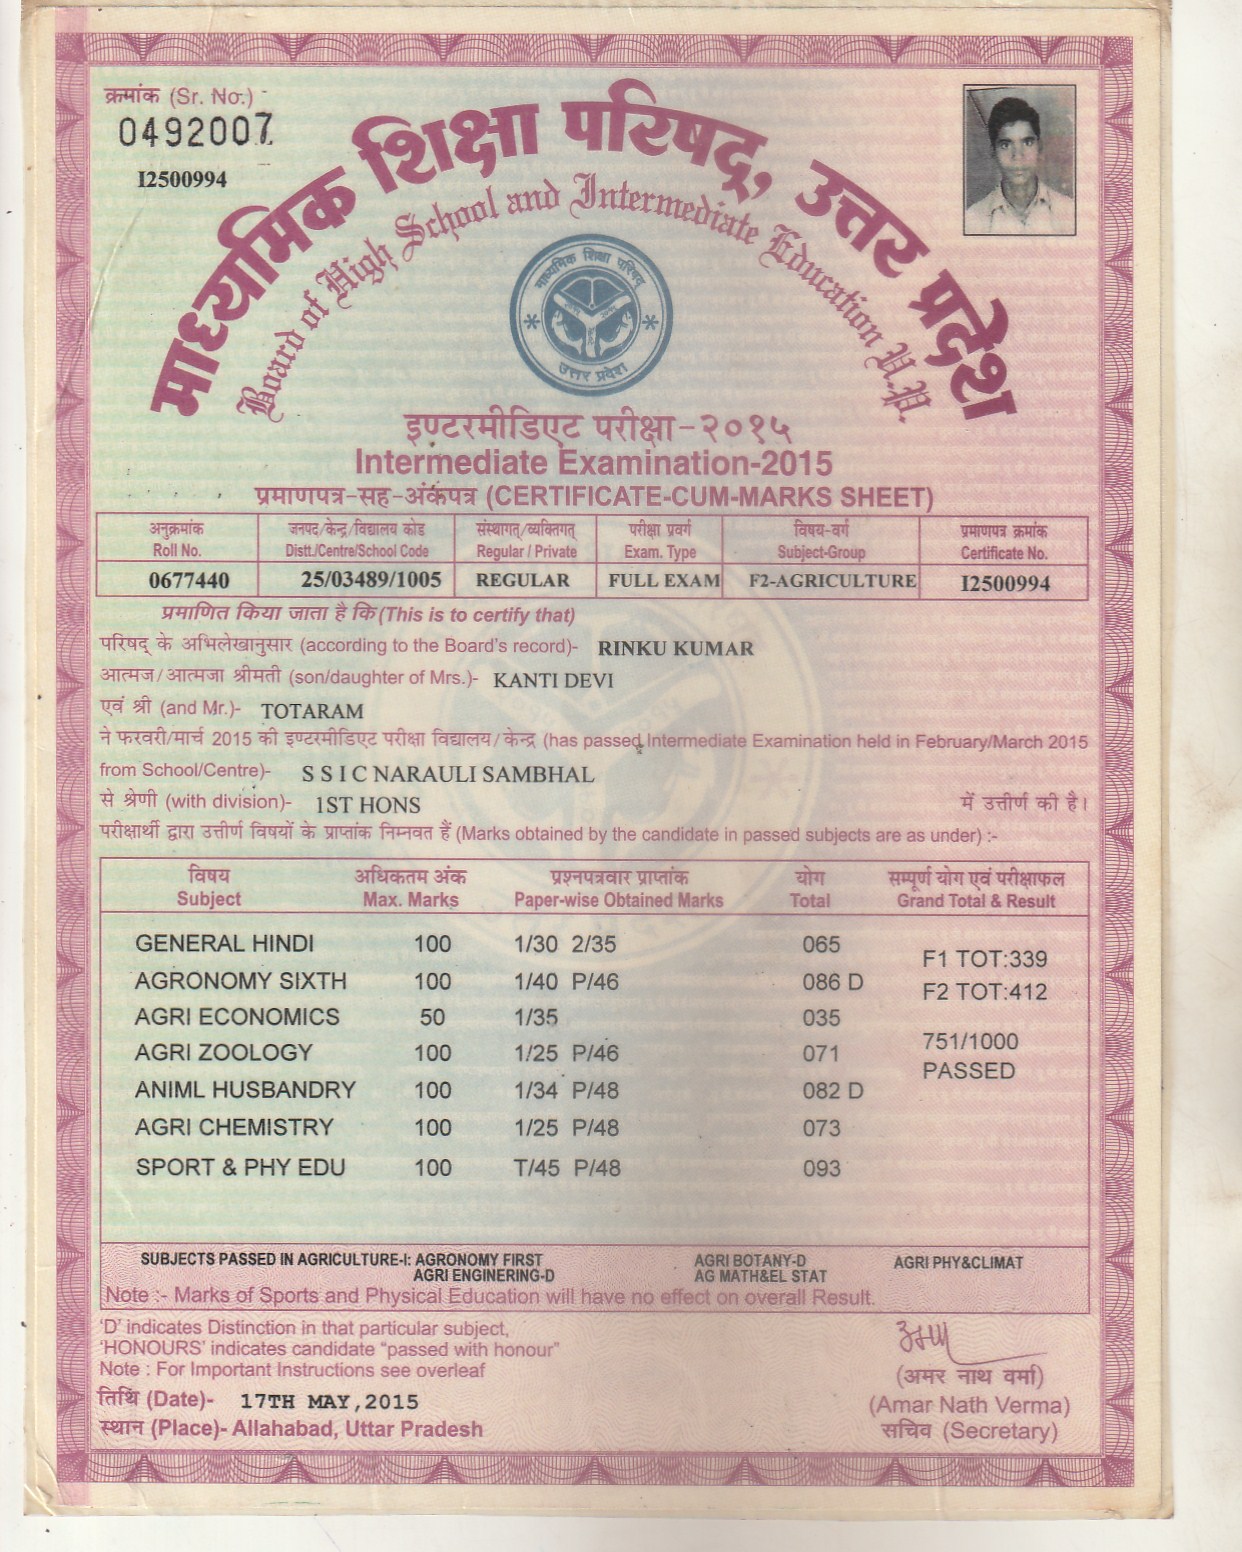 क्रमांक (Sr. No.) -
0492007
I2500994
माध्यमिक शिक्षा परिषद्, उत्तर प्रदेश
Board of High School and Intermediate Education U.P.
माध्यमिक शिक्षा परिषद्
उत्तर प्रदेश
इण्टरमीडिएट परीक्षा-२०१५
Intermediate Examination-2015
प्रमाणपत्र-सह-अंकपत्र (CERTIFICATE-CUM-MARKS SHEET)
अनुक्रमांक जनपद/केन्द्र/विद्यालय कोड संस्थागत्/व्यक्तिगत् परीक्षा प्रवर्ग विषय-वर्ग प्रमाणपत्र क्रमांक
Roll No. Distt./Centre/School Code Regular / Private Exam. Type Subject-Group Certificate No.
0677440 25/03489/1005 REGULAR FULL EXAM F2-AGRICULTURE I2500994
प्रमाणित किया जाता है कि (This is to certify that)
परिषद् के अभिलेखानुसार (according to the Board's record)- RINKU KUMAR
आत्मज/आत्मजा श्रीमती (son/daughter of Mrs.)- KANTI DEVI
एवं श्री (and Mr.)- TOTARAM
ने फरवरी/मार्च 2015 की इण्टरमीडिएट परीक्षा विद्यालय/केन्द्र (has passed Intermediate Examination held in February/March 2015
from School/Centre)- S S I C NARAULI SAMBHAL
से श्रेणी (with division)- 1ST HONS में उत्तीर्ण की है।
परीक्षार्थी द्वारा उत्तीर्ण विषयों के प्राप्तांक निम्नवत हैं (Marks obtained by the candidate in passed subjects are as under) :-
विषय अधिकतम अंक प्रश्नपत्रवार प्राप्तांक योग सम्पूर्ण योग एवं परीक्षाफल
Subject Max. Marks Paper-wise Obtained Marks Total Grand Total & Result
GENERAL HINDI 100 1/30 2/35 065
F1 TOT:339
AGRONOMY SIXTH 100 1/40 P/46 086 D
F2 TOT:412
AGRI ECONOMICS 50 1/35 035
751/1000
AGRI ZOOLOGY 100 1/25 P/46 071
PASSED
ANIML HUSBANDRY 100 1/34 P/48 082 D
AGRI CHEMISTRY 100 1/25 P/48 073
SPORT & PHY EDU 100 T/45 P/48 093
SUBJECTS PASSED IN AGRICULTURE-I: AGRONOMY FIRST AGRI BOTANY-D AGRI PHY&CLIMAT
AGRI ENGINERING-D AG MATH&EL STAT
Note :- Marks of Sports and Physical Education will have no effect on overall Result.
'D' indicates Distinction in that particular subject,
'HONOURS' indicates candidate "passed with honour"
Note : For Important Instructions see overleaf
तिथि (Date)- 17TH MAY,2015
स्थान (Place)- Allahabad, Uttar Pradesh
(अमर नाथ वर्मा)
(Amar Nath Verma)
सचिव (Secretary)